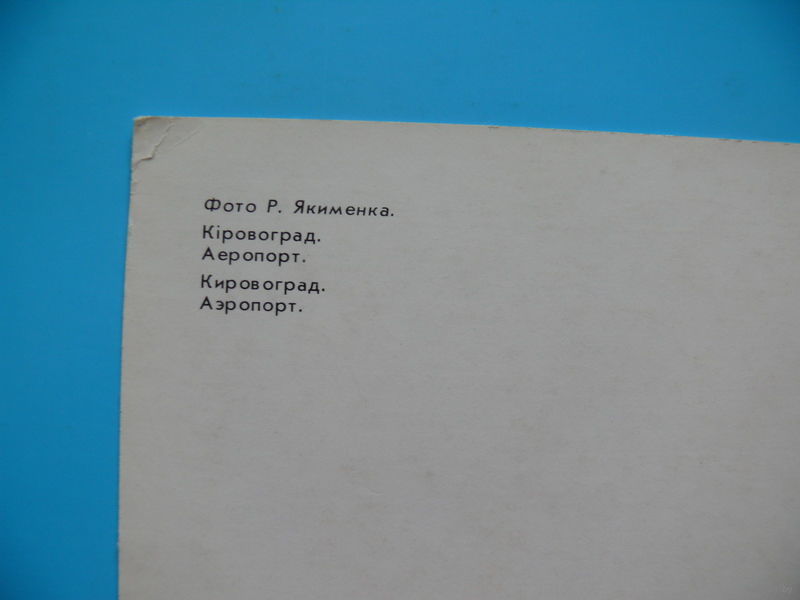 Фото Р. Якименка.
Кіровоград.
Аеропорт.
Кировоград.
Аэропорт.